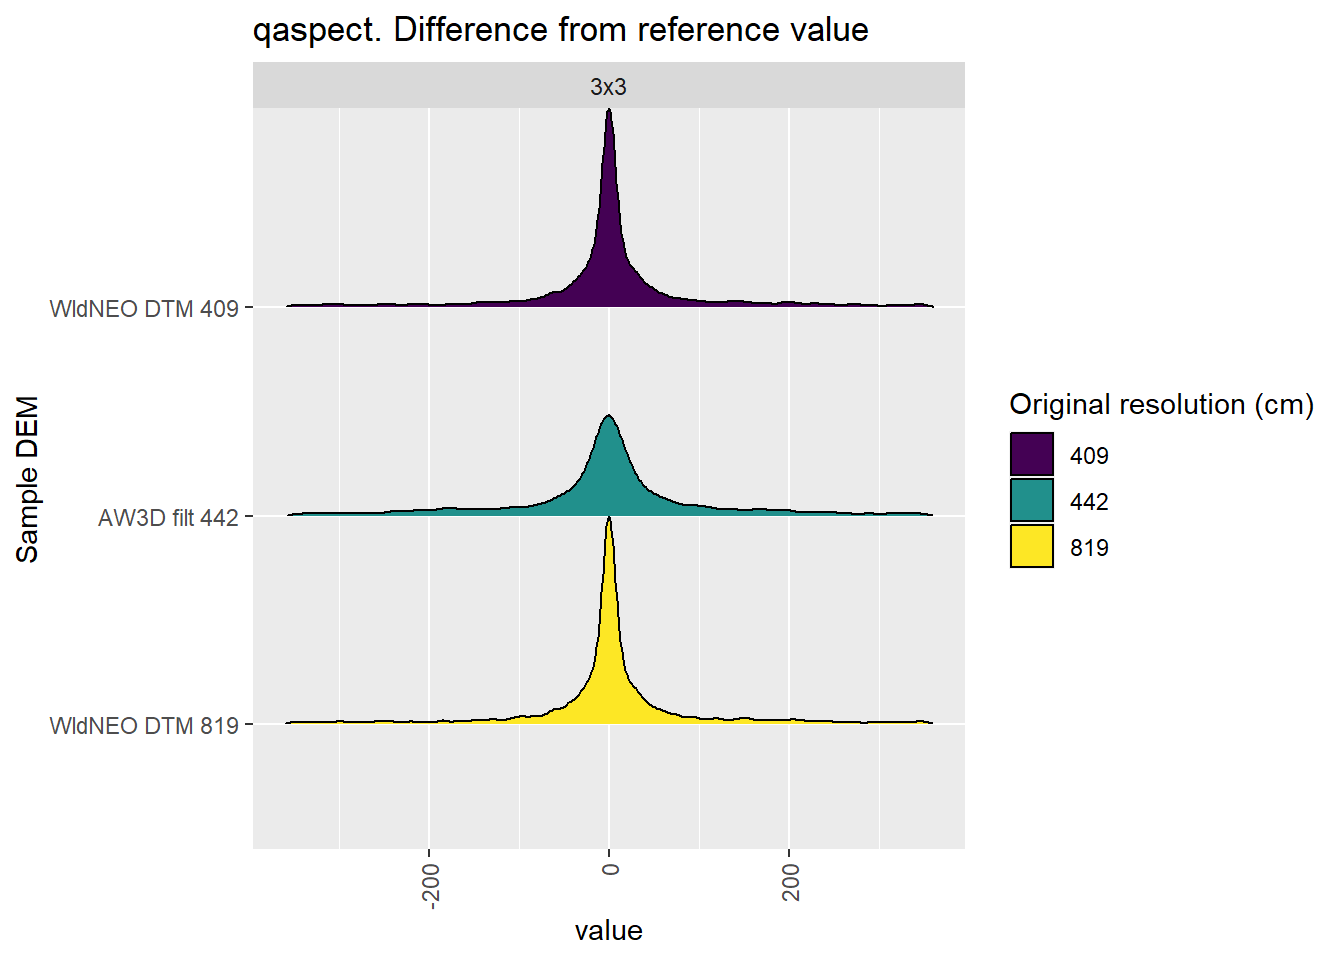 qaspect. Difference from reference value
3x3
Sample DEM
WldNEO DTM 409
AW3D filt 442
WldNEO DTM 819
-200
0
200
value
Original resolution (cm)
409
442
819